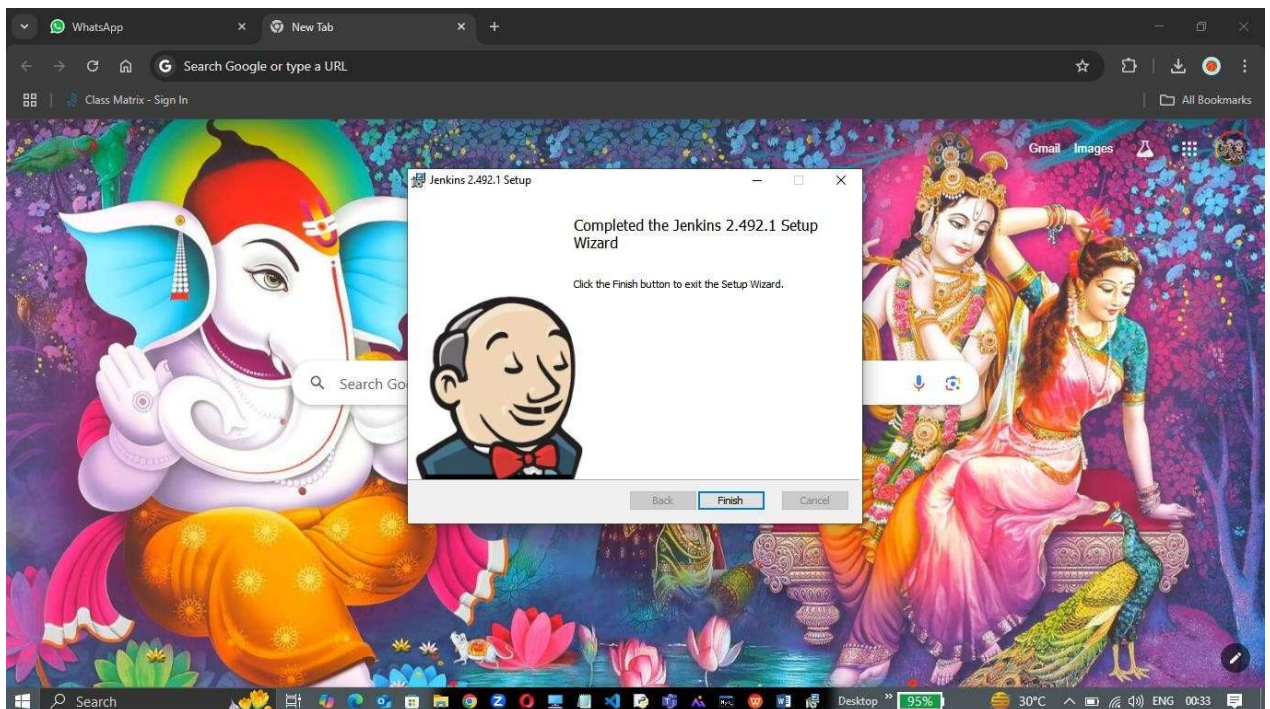 WhatsApp
New Tab
Search Google or type a URL
Class Matrix - Sign In
All Bookmarks
Gmail Images
Jenkins 2.492.1 Setup
Completed the Jenkins 2.492.1 Setup
Wizard
Click the Finish button to exit the Setup Wizard.
Search Go
Back Finish Cancel
Search
Desktop
95%
30°C
ENG
00:33